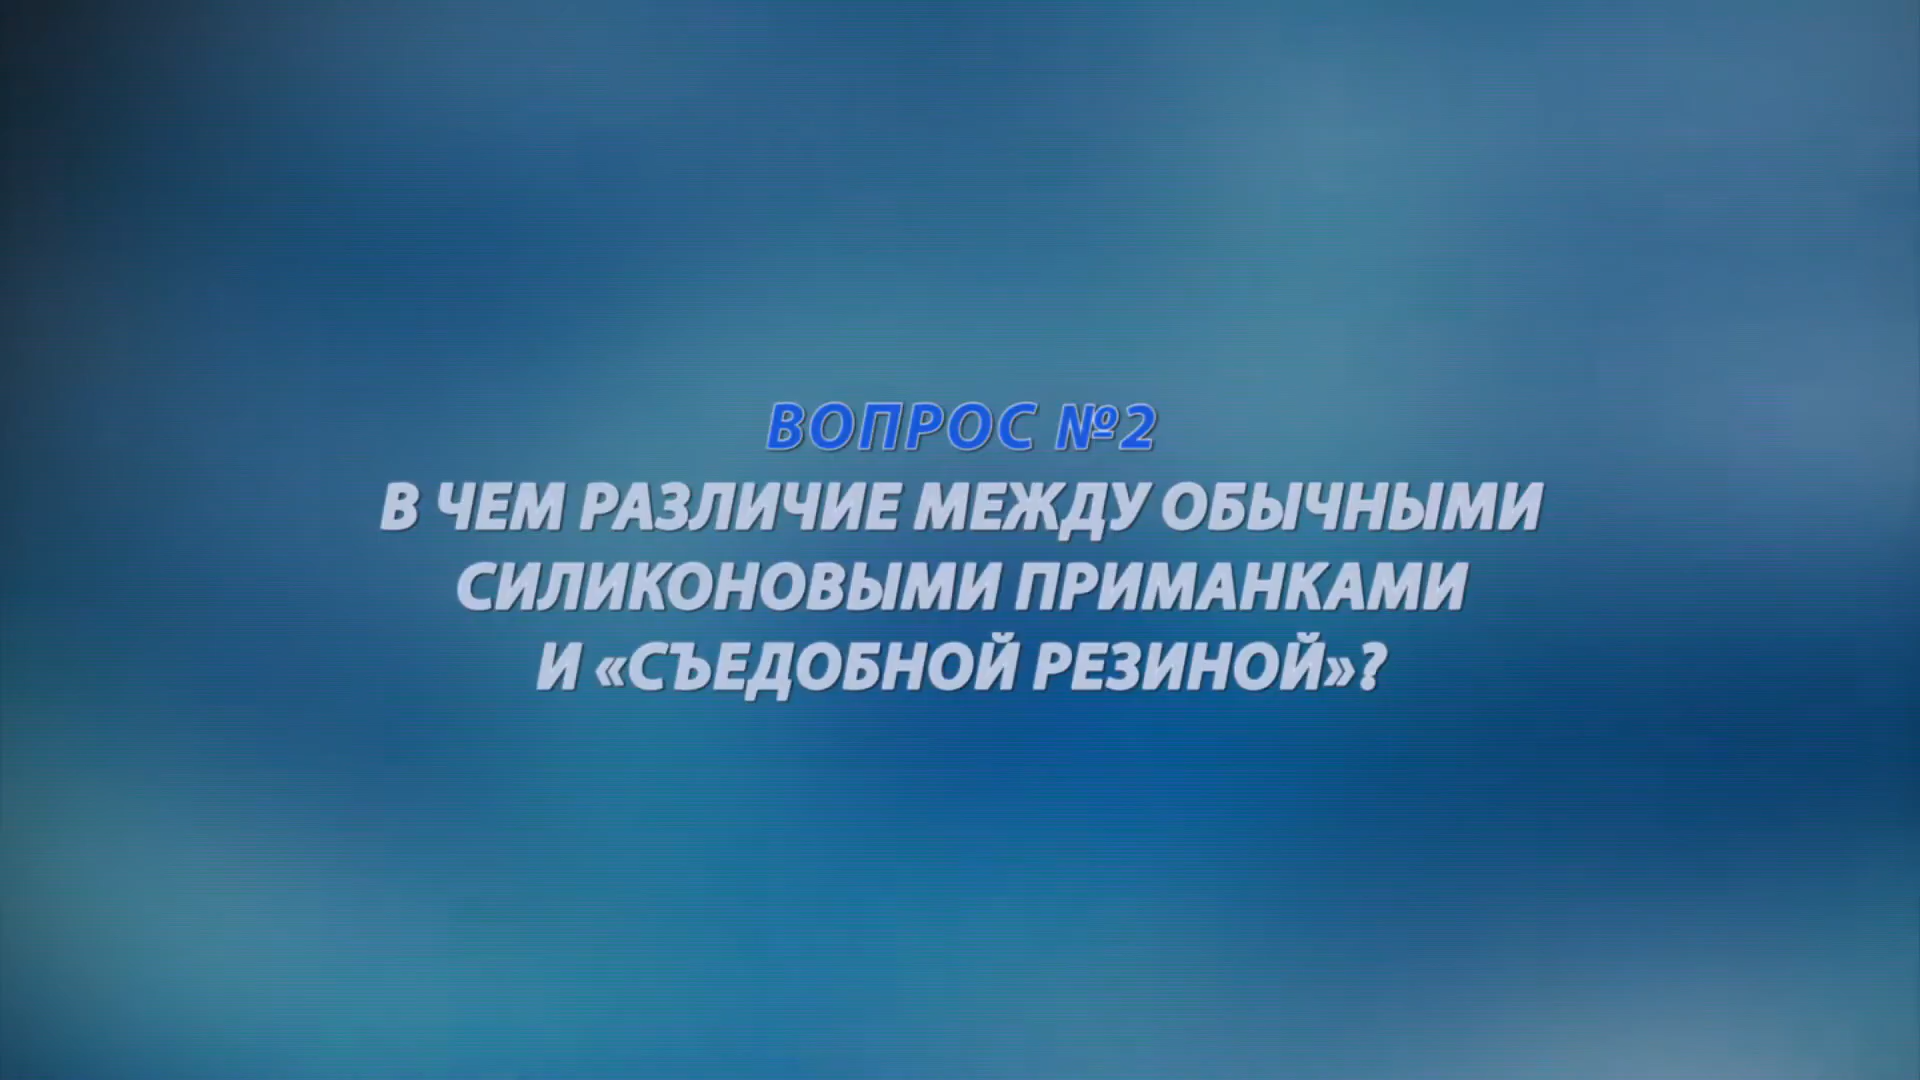 ВОПРОС №2
В ЧЕМ РАЗЛИЧИЕ МЕЖДУ ОБЫЧНЫМИ
СИЛИКОНОВЫМИ ПРИМАНКАМИ
И «СЪЕДОБНОЙ РЕЗИНОЙ»?